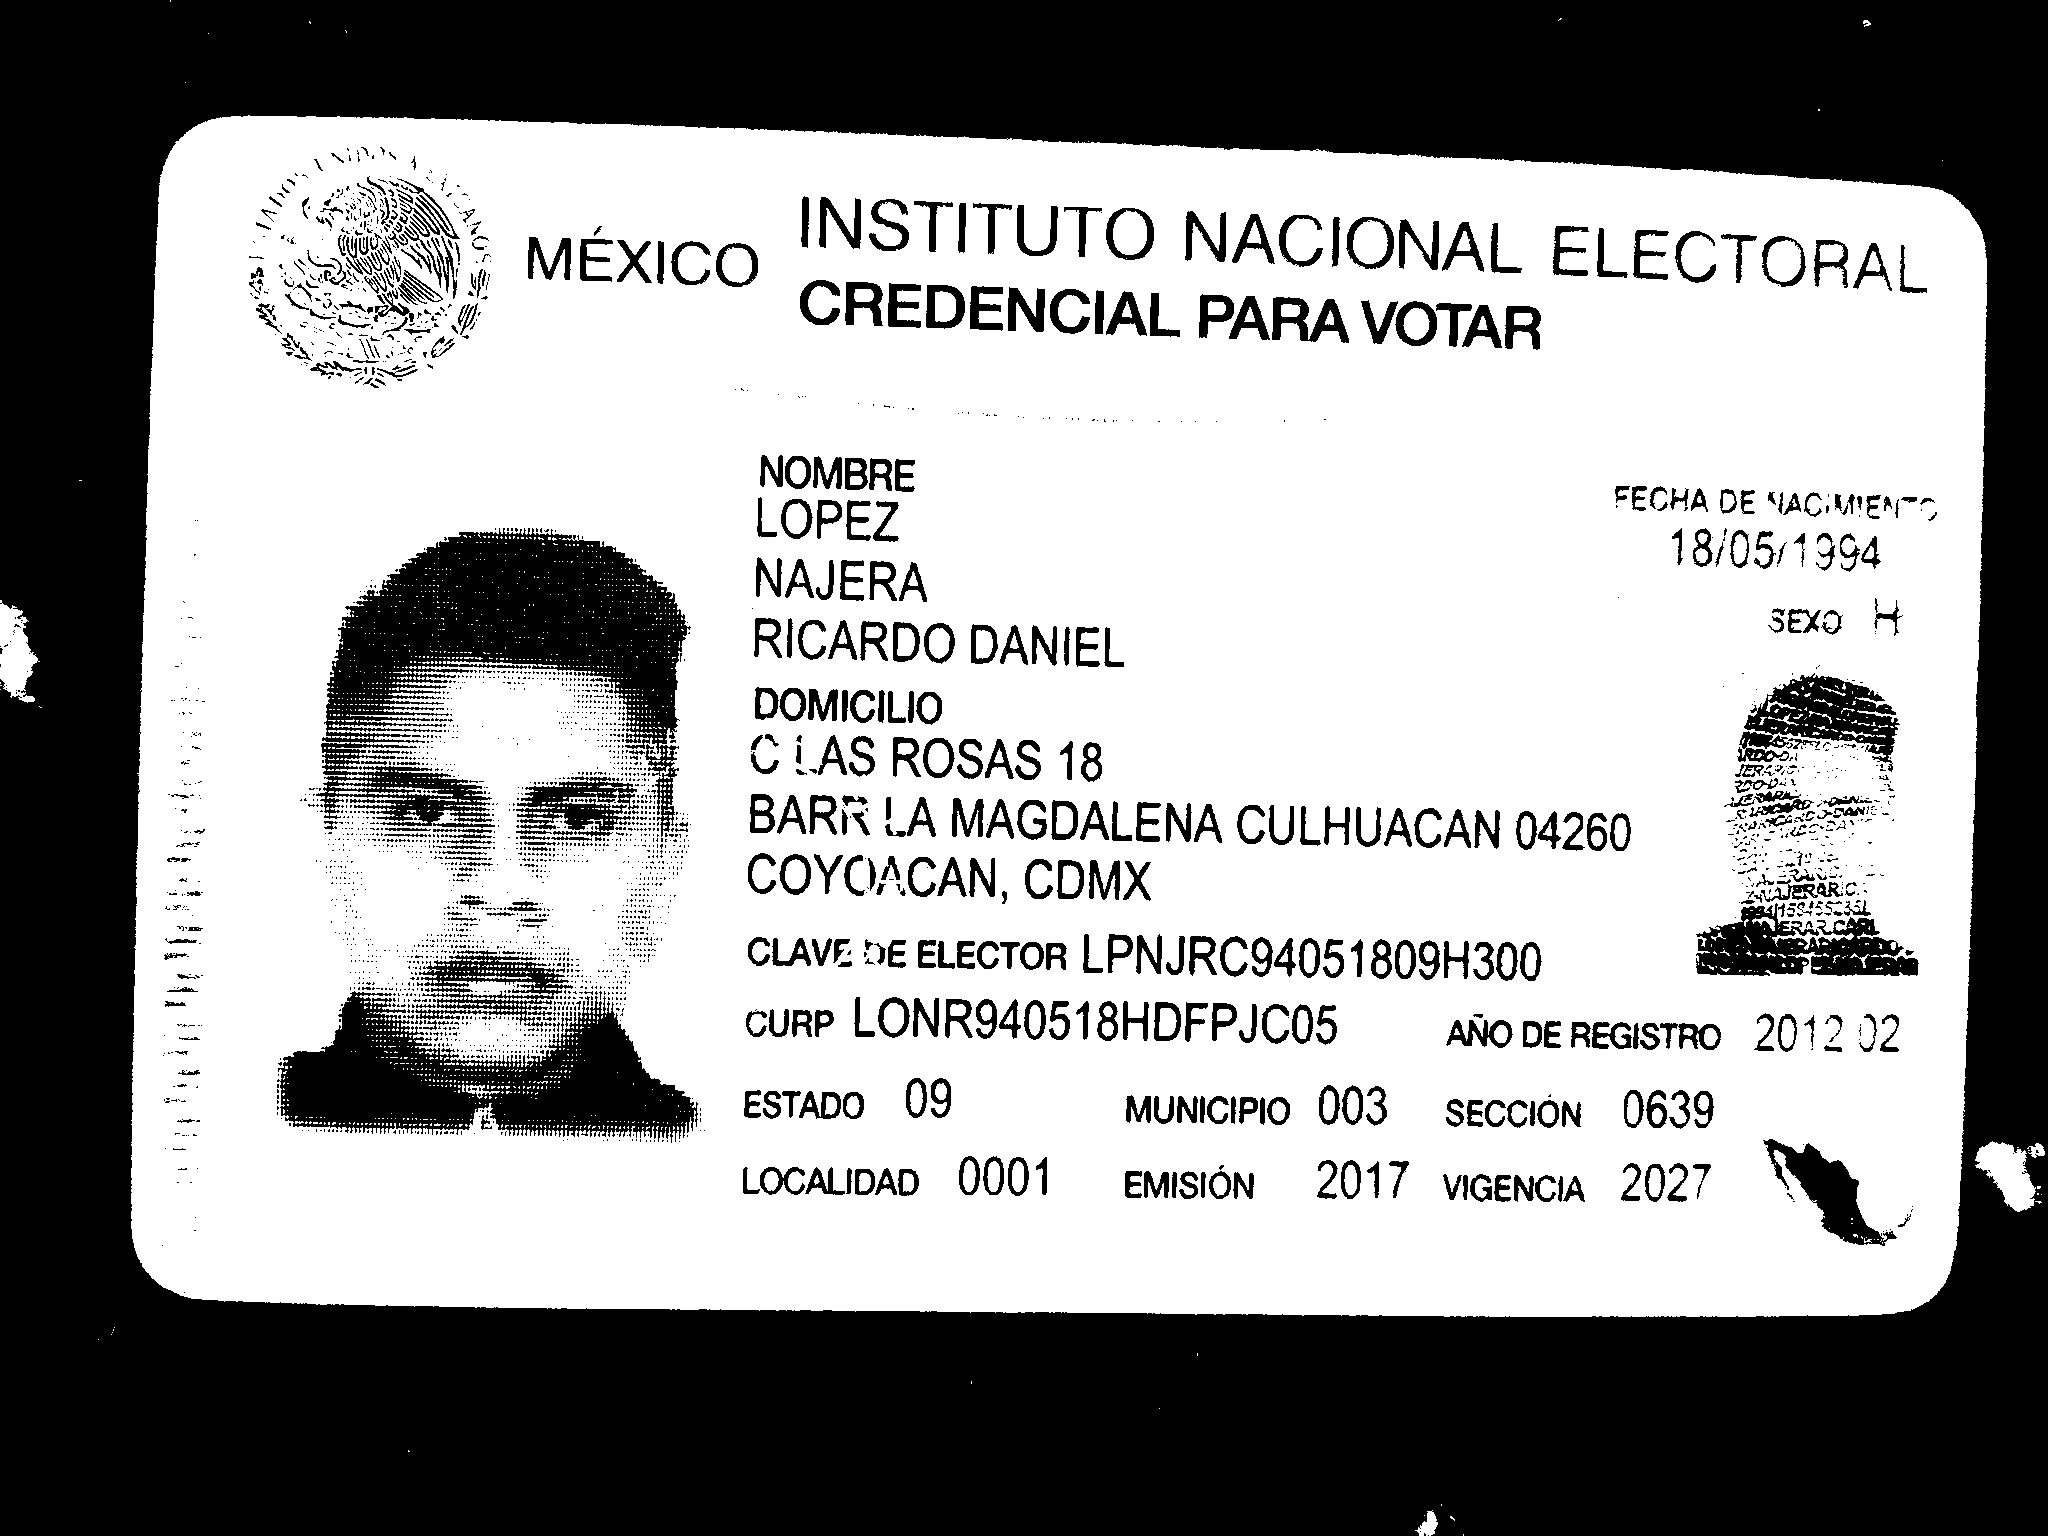 ESTADOS UNIDOS MEXICANOS
MÉXICO
INSTITUTO NACIONAL ELECTORAL
CREDENCIAL PARA VOTAR
NOMBRE
LOPEZ
NAJERA
RICARDO DANIEL
FECHA DE NACIMIENTO
18/05/1994
SEXO H
DOMICILIO
C LAS ROSAS 18
BARR LA MAGDALENA CULHUACAN 04260
COYOACAN, CDMX
CLAVE DE ELECTOR LPNJRC94051809H300
CURP LONR940518HDFPJC05
AÑO DE REGISTRO 2012 02
ESTADO 09 MUNICIPIO 003 SECCIÓN 0639
LOCALIDAD 0001 EMISIÓN 2017 VIGENCIA 2027